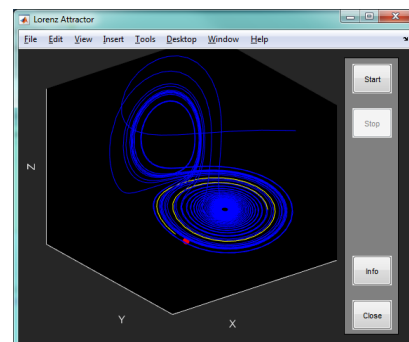 Lorenz Attractor
File Edit View Insert Tools Desktop Window Help
Start
Stop
Z
Info
Y
X
Close